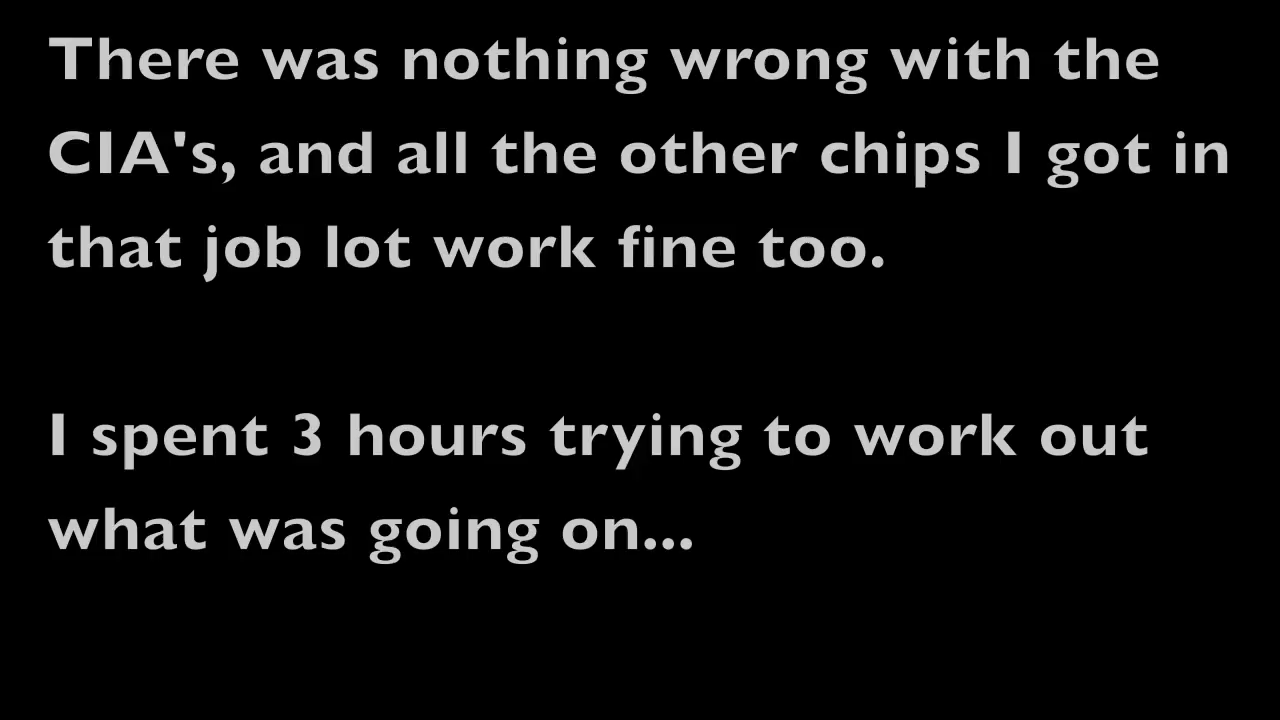 There was nothing wrong with the
CIA's, and all the other chips I got in
that job lot work fine too.
I spent 3 hours trying to work out
what was going on...